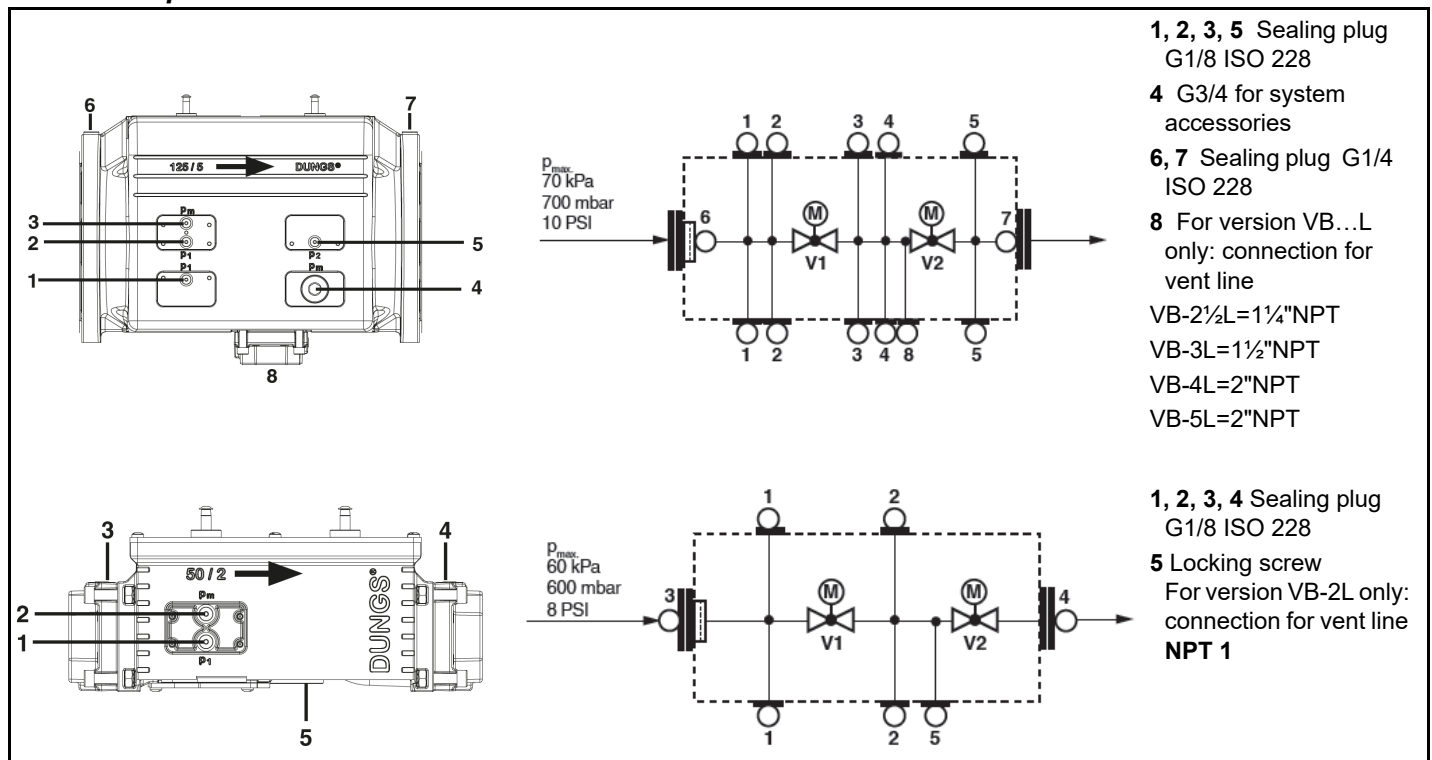 6
7
125 / 5 DUNGS®
Pm
3
2
P1
P2
5
P1
Pm
1
4
8
pmax.
70 kPa
700 mbar
10 PSI
1 2 3 4 5
6 M M 7
V1 V2
1 2 3 4 8 5
1, 2, 3, 5 Sealing plug
G1/8 ISO 228
4 G3/4 for system
accessories
6, 7 Sealing plug G1/4
ISO 228
8 For version VB…L
only: connection for
vent line
VB-2½L=1¼"NPT
VB-3L=1½"NPT
VB-4L=2"NPT
VB-5L=2"NPT
3
4
50 / 2
Pm
2
1
P1
DUNGS®
5
pmax.
60 kPa
600 mbar
8 PSI
1 2
3 M M 4
V1 V2
1 2 5
1, 2, 3, 4 Sealing plug
G1/8 ISO 228
5 Locking screw
For version VB-2L only:
connection for vent line
NPT 1